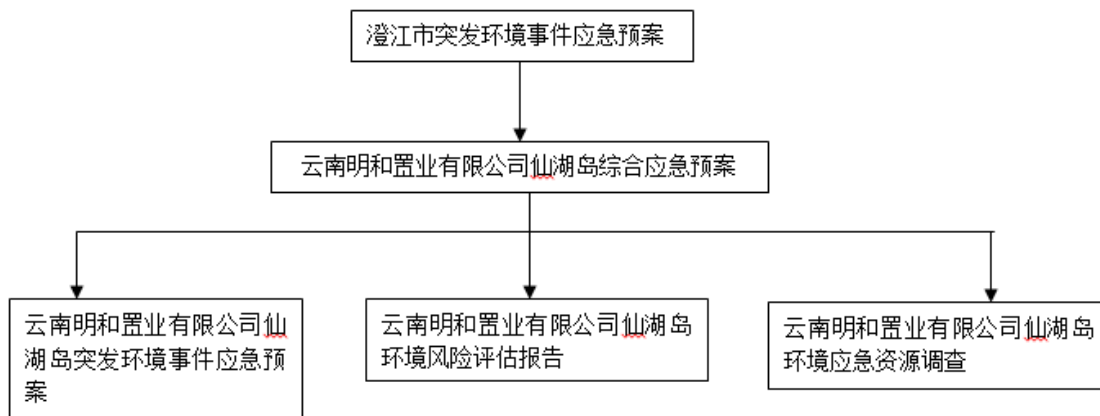 澄江市突发环境事件应急预案
云南明和置业有限公司仙湖岛综合应急预案
云南明和置业有限公司仙
湖岛突发环境事件应急预
案
云南明和置业有限公司仙湖岛
环境风险评估报告
云南明和置业有限公司仙湖岛
环境应急资源调查